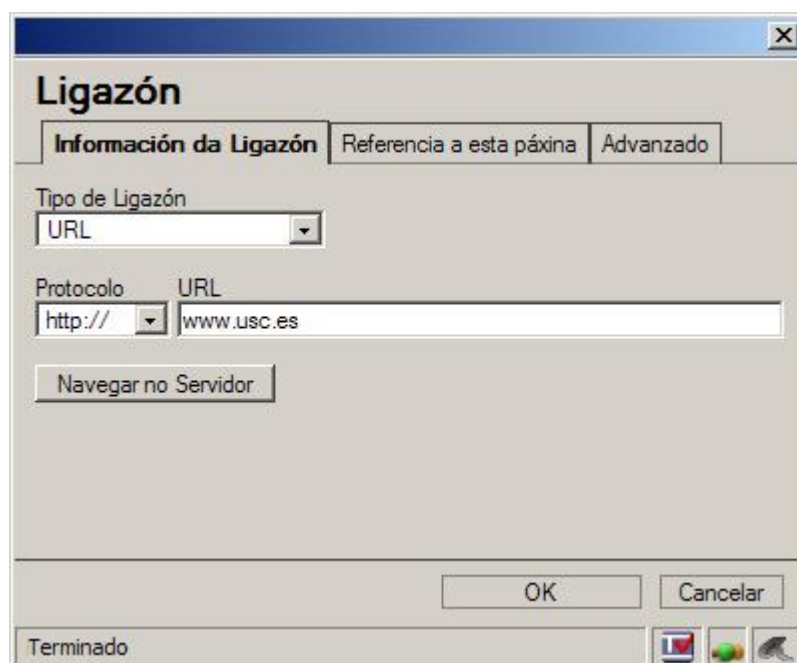 Ligazón
Información da Ligazón Referencia a esta páxina Advanzado
Tipo de Ligazón
URL
Protocolo URL
http:// www.usc.es
Navegar no Servidor
OK Cancelar
Terminado